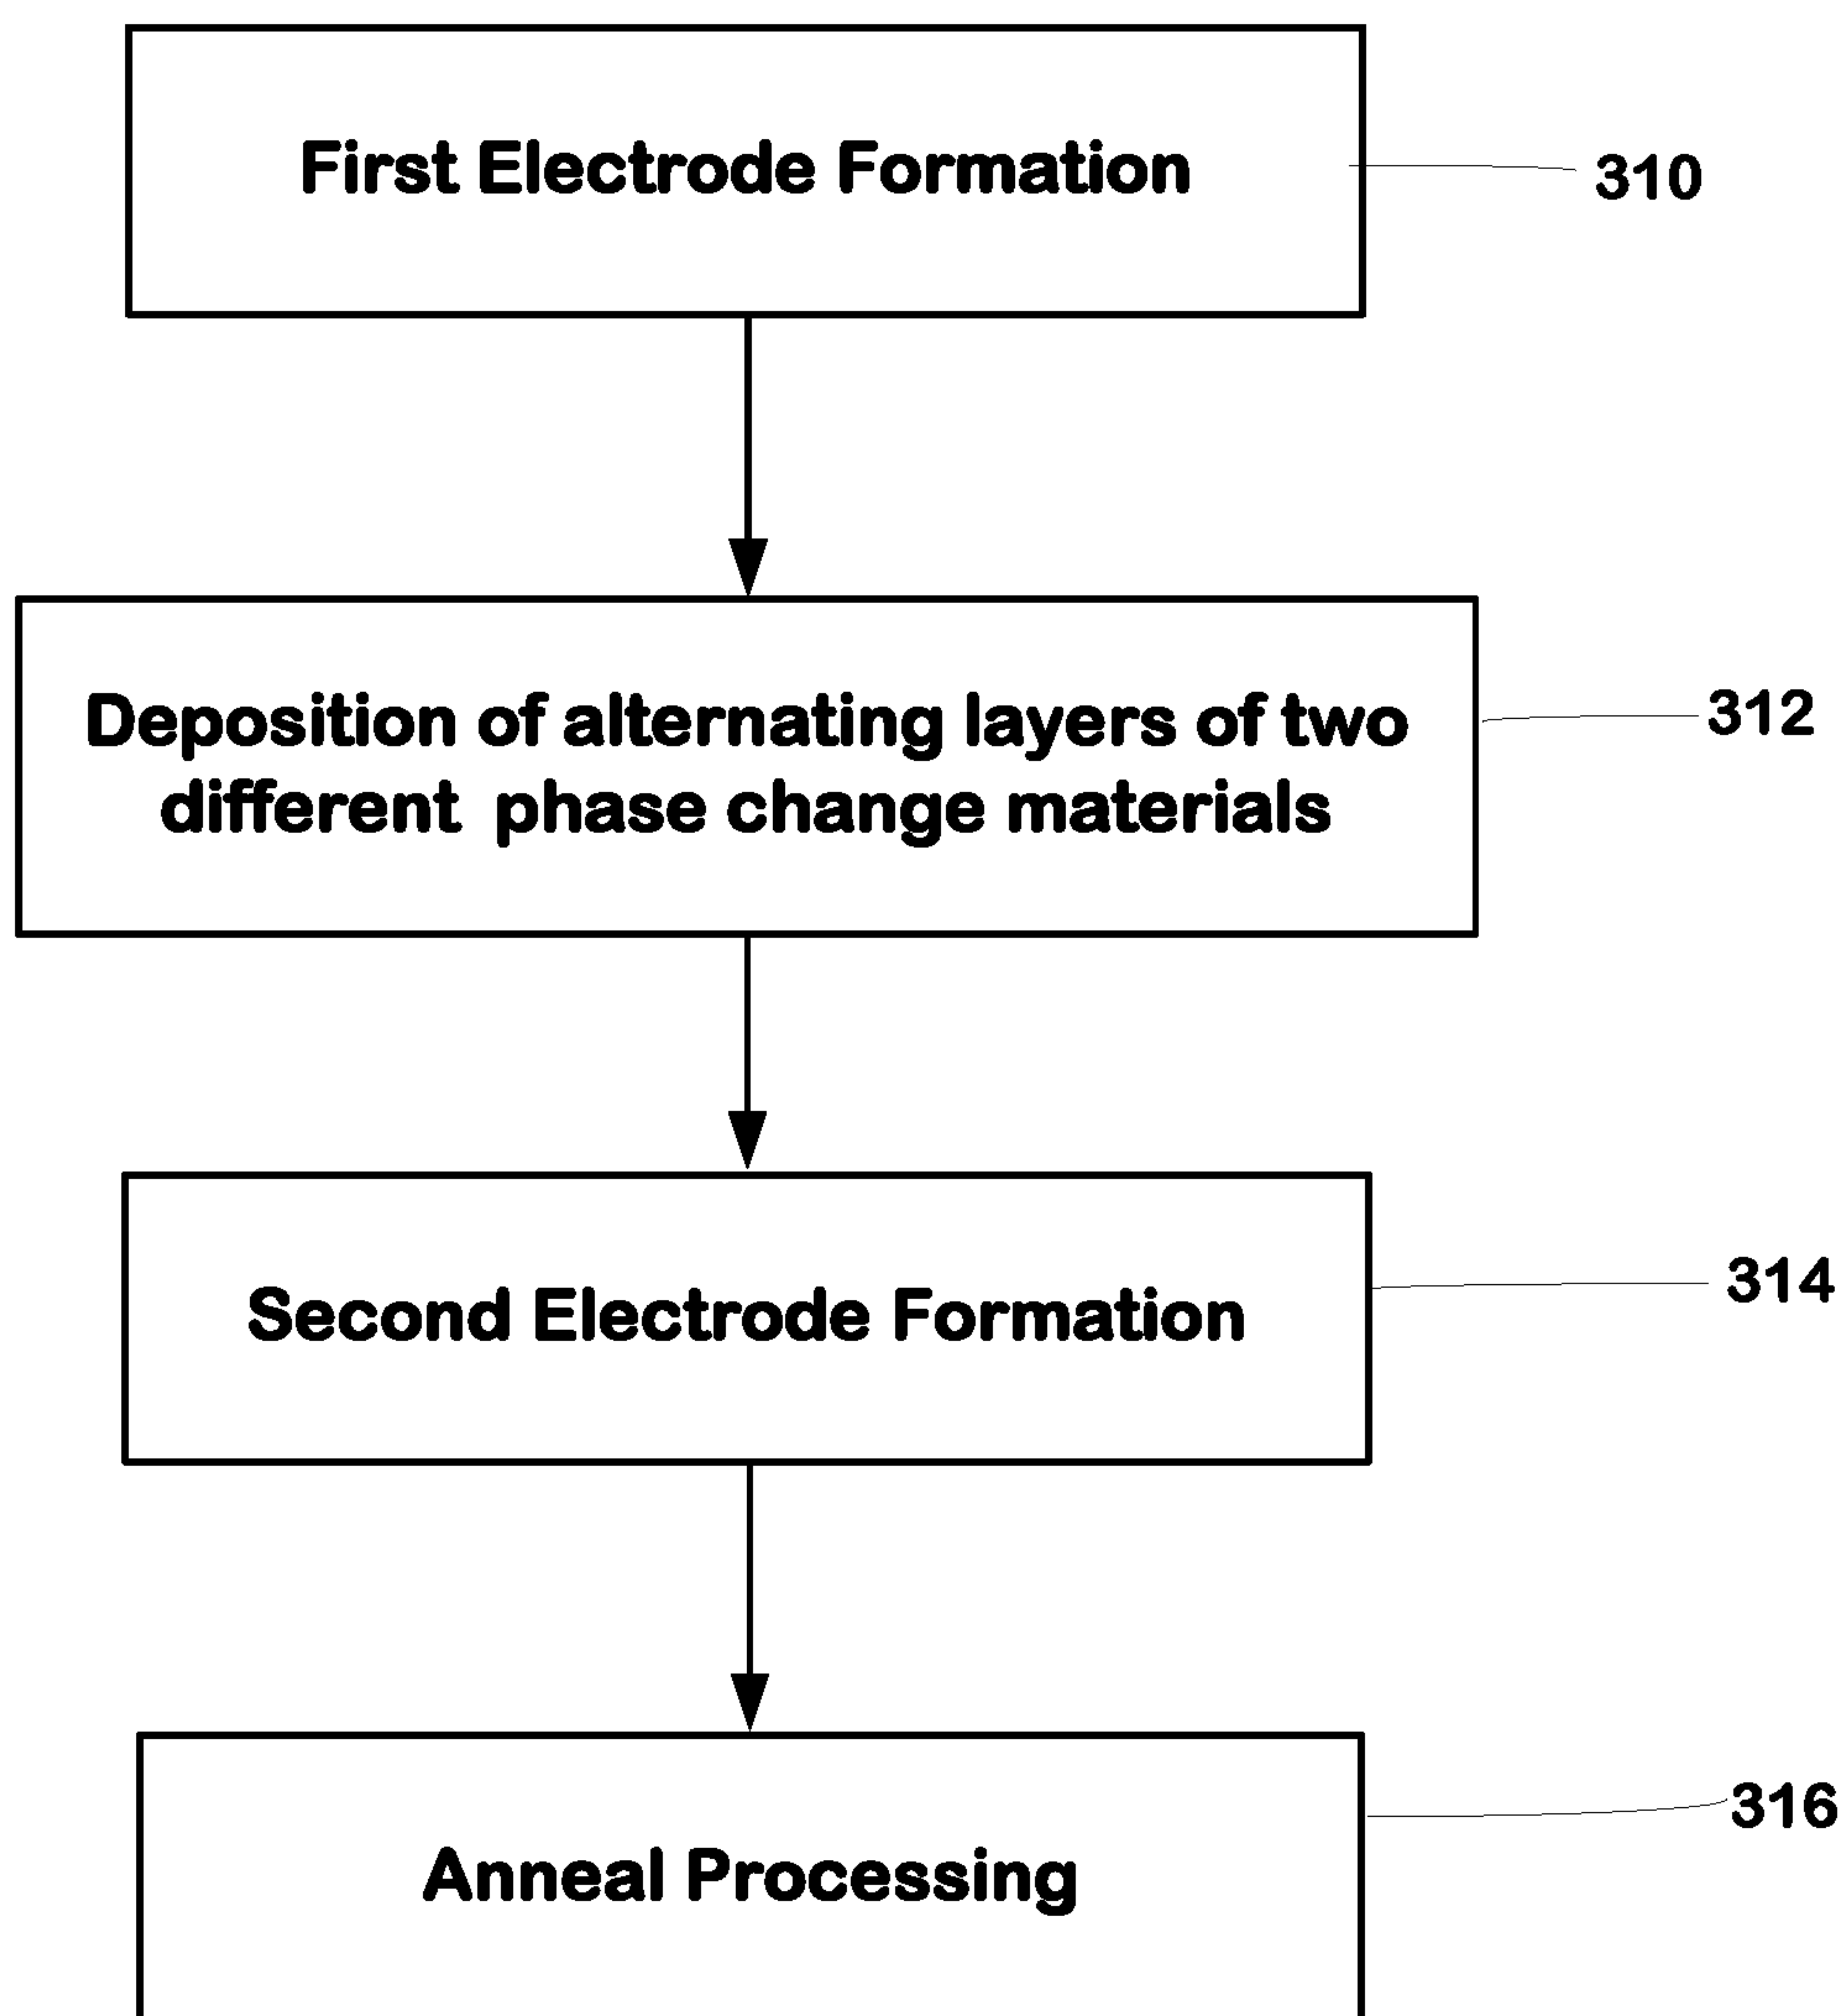 First Electrode Formation
310
Deposition of alternating layers of two
312
different phase change materials
Second Electrode Formation
314
Anneal Processing
316